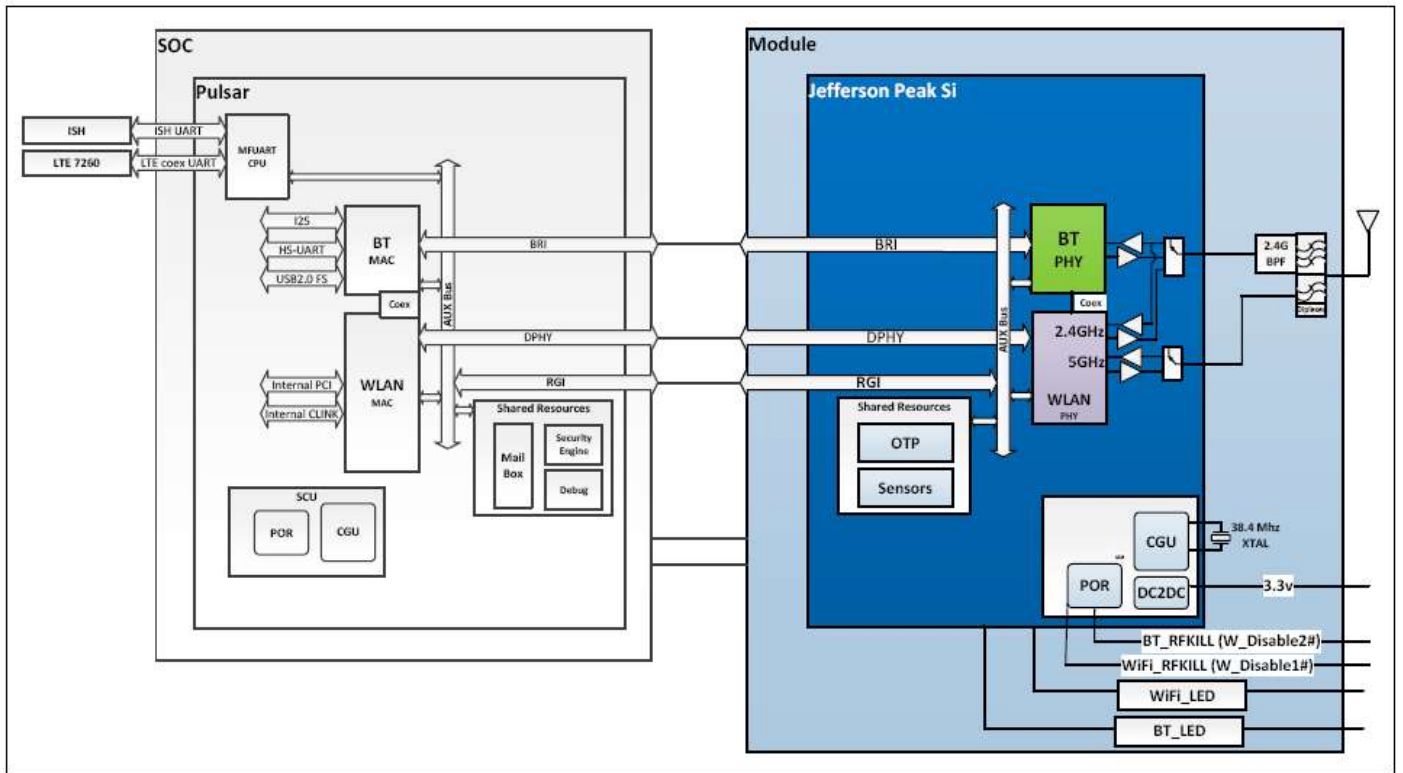 SOC
Pulsar
ISH
ISH UART
LTE 7260
LTE coex UART
MFUART
CPU
I2S
HS-UART
USB2.0 FS
BT
MAC
Coex
WLAN
MAC
Internal PCI
Internal CLINK
AUX Bus
BRI
DPHY
RGI
Shared Resources
Mail
Box
Security
Engine
Debug
SCU
POR
CGU
Module
Jefferson Peak Si
BRI
DPHY
RGI
AUX Bus
BT
PHY
Coex
2.4GHz
5GHz
WLAN
PHY
2.4G
BPF
Shared Resources
OTP
Sensors
CGU
POR
DC2DC
38.4 Mhz
XTAL
3.3v
BT_RFKILL (W_Disable2#)
WiFi_RFKILL (W_Disable1#)
WiFi_LED
BT_LED